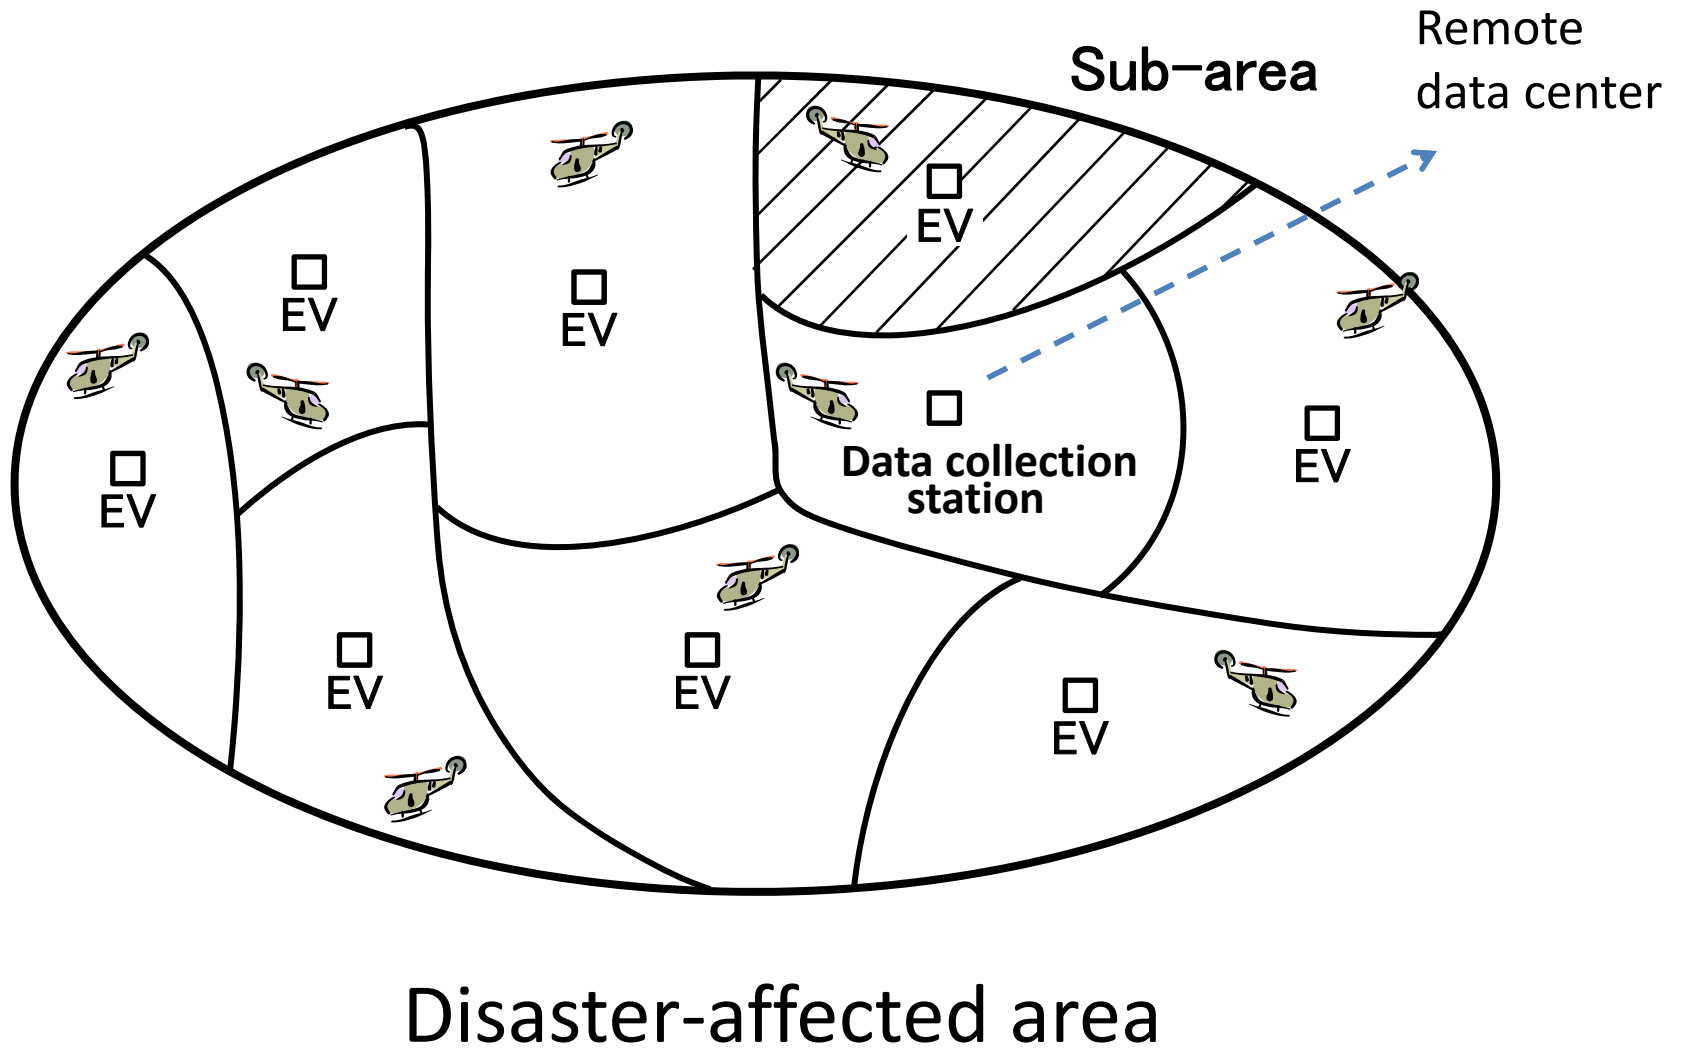 Remote
data center
Sub-area
EV
EV
EV
EV
EV
Data collection
station
EV
EV
EV
Disaster-affected area